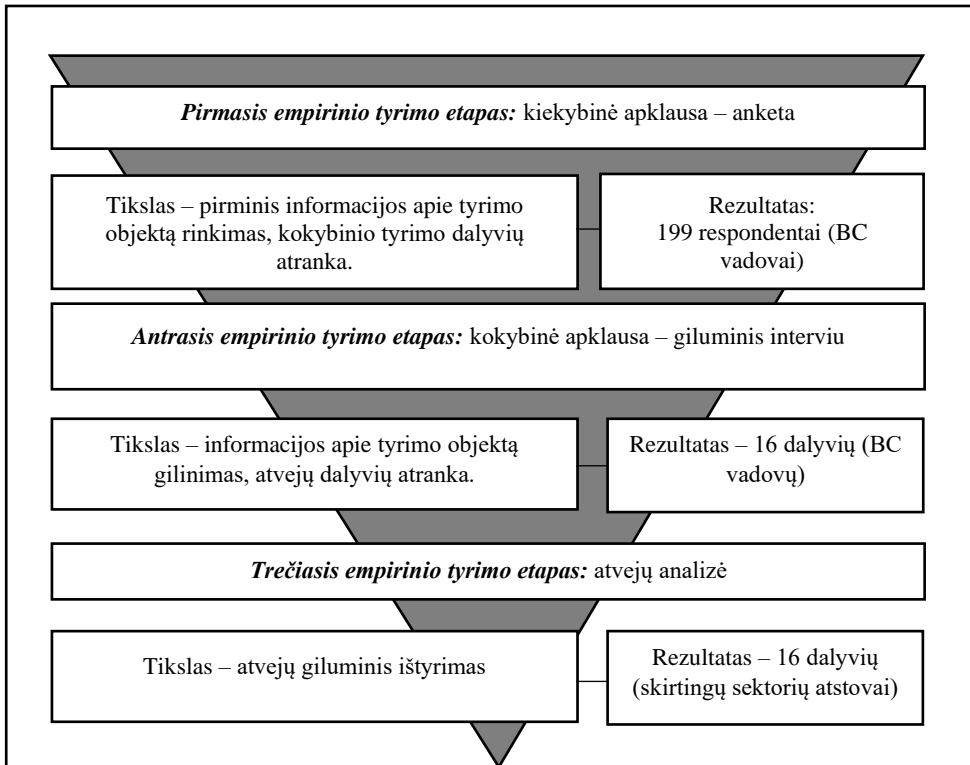 Pirmasis empirinio tyrimo etapas: kiekybinė apklausa – anketa
Tikslas – pirminis informacijos apie tyrimo
objektą rinkimas, kokybinio tyrimo dalyvių
atranka.
Rezultatas:
199 respondentai (BC
vadovai)
Antrasis empirinio tyrimo etapas: kokybinė apklausa – giluminis interviu
Tikslas – informacijos apie tyrimo objektą
gilinimas, atvejų dalyvių atranka.
Rezultatas – 16 dalyvių (BC
vadovų)
Trečiasis empirinio tyrimo etapas: atvejų analizė
Tikslas – atvejų giluminis ištyrimas
Rezultatas – 16 dalyvių
(skirtingų sektorių atstovai)